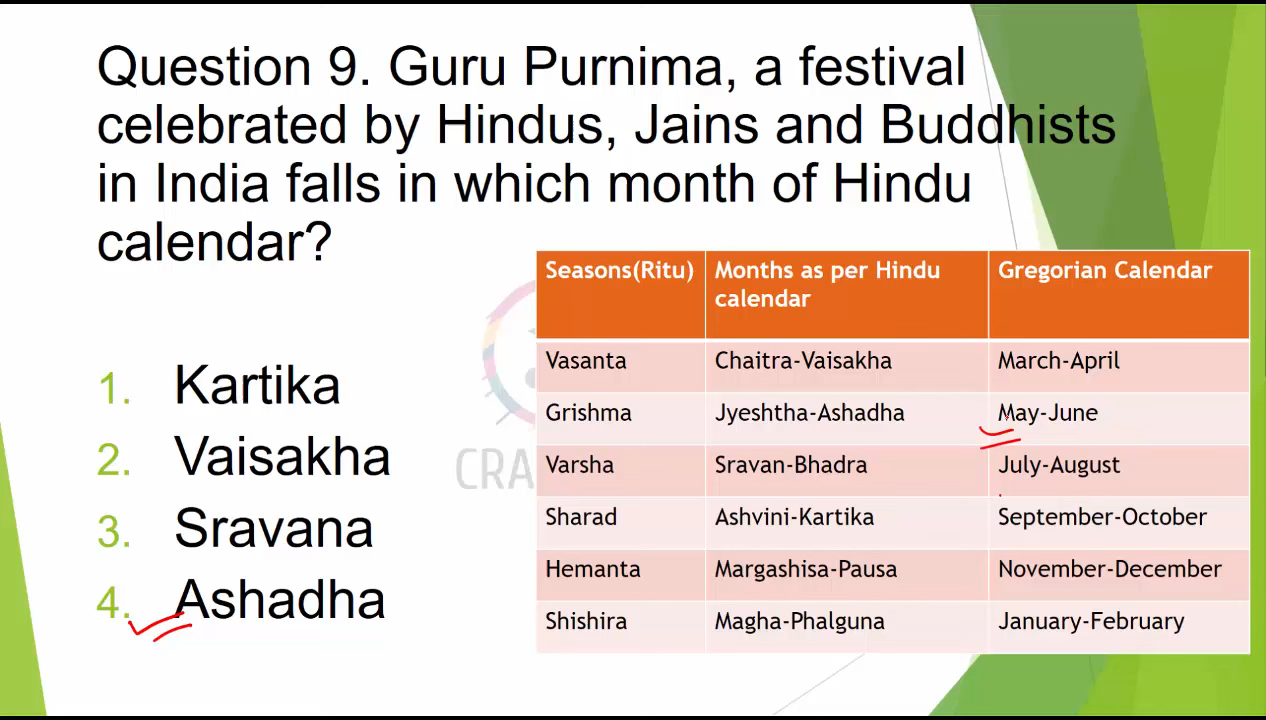 Question 9. Guru Purnima, a festival
celebrated by Hindus, Jains and Buddhists
in India falls in which month of Hindu
calendar?
1. Kartika
2. Vaisakha
3. Sravana
4. Ashadha
CRA
Seasons(Ritu) Months as per Hindu Gregorian Calendar
calendar
Vasanta Chaitra-Vaisakha March-April
Grishma Jyeshtha-Ashadha May-June
Varsha Sravan-Bhadra July-August
Sharad Ashvini-Kartika September-October
Hemanta Margashisa-Pausa November-December
Shishira Magha-Phalguna January-February